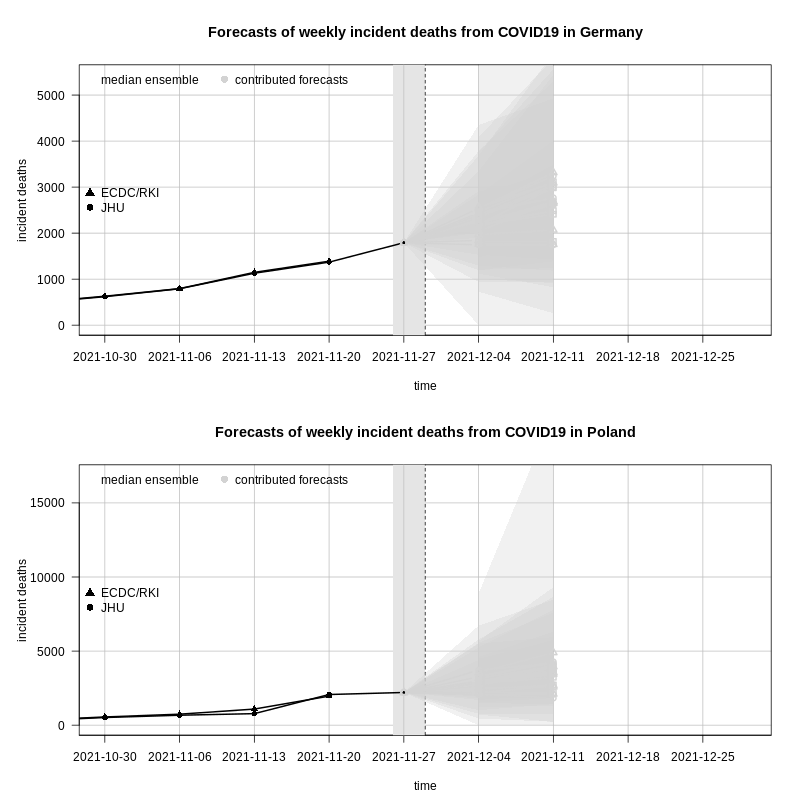 Forecasts of weekly incident deaths from COVID19 in Germany
median ensemble contributed forecasts
5000
4000
3000
2000
1000
0
incident deaths
ECDC/RKI
JHU
2021-10-30 2021-11-06 2021-11-13 2021-11-20 2021-11-27 2021-12-04 2021-12-11 2021-12-18 2021-12-25
time
Forecasts of weekly incident deaths from COVID19 in Poland
median ensemble contributed forecasts
15000
10000
5000
0
incident deaths
ECDC/RKI
JHU
2021-10-30 2021-11-06 2021-11-13 2021-11-20 2021-11-27 2021-12-04 2021-12-11 2021-12-18 2021-12-25
time